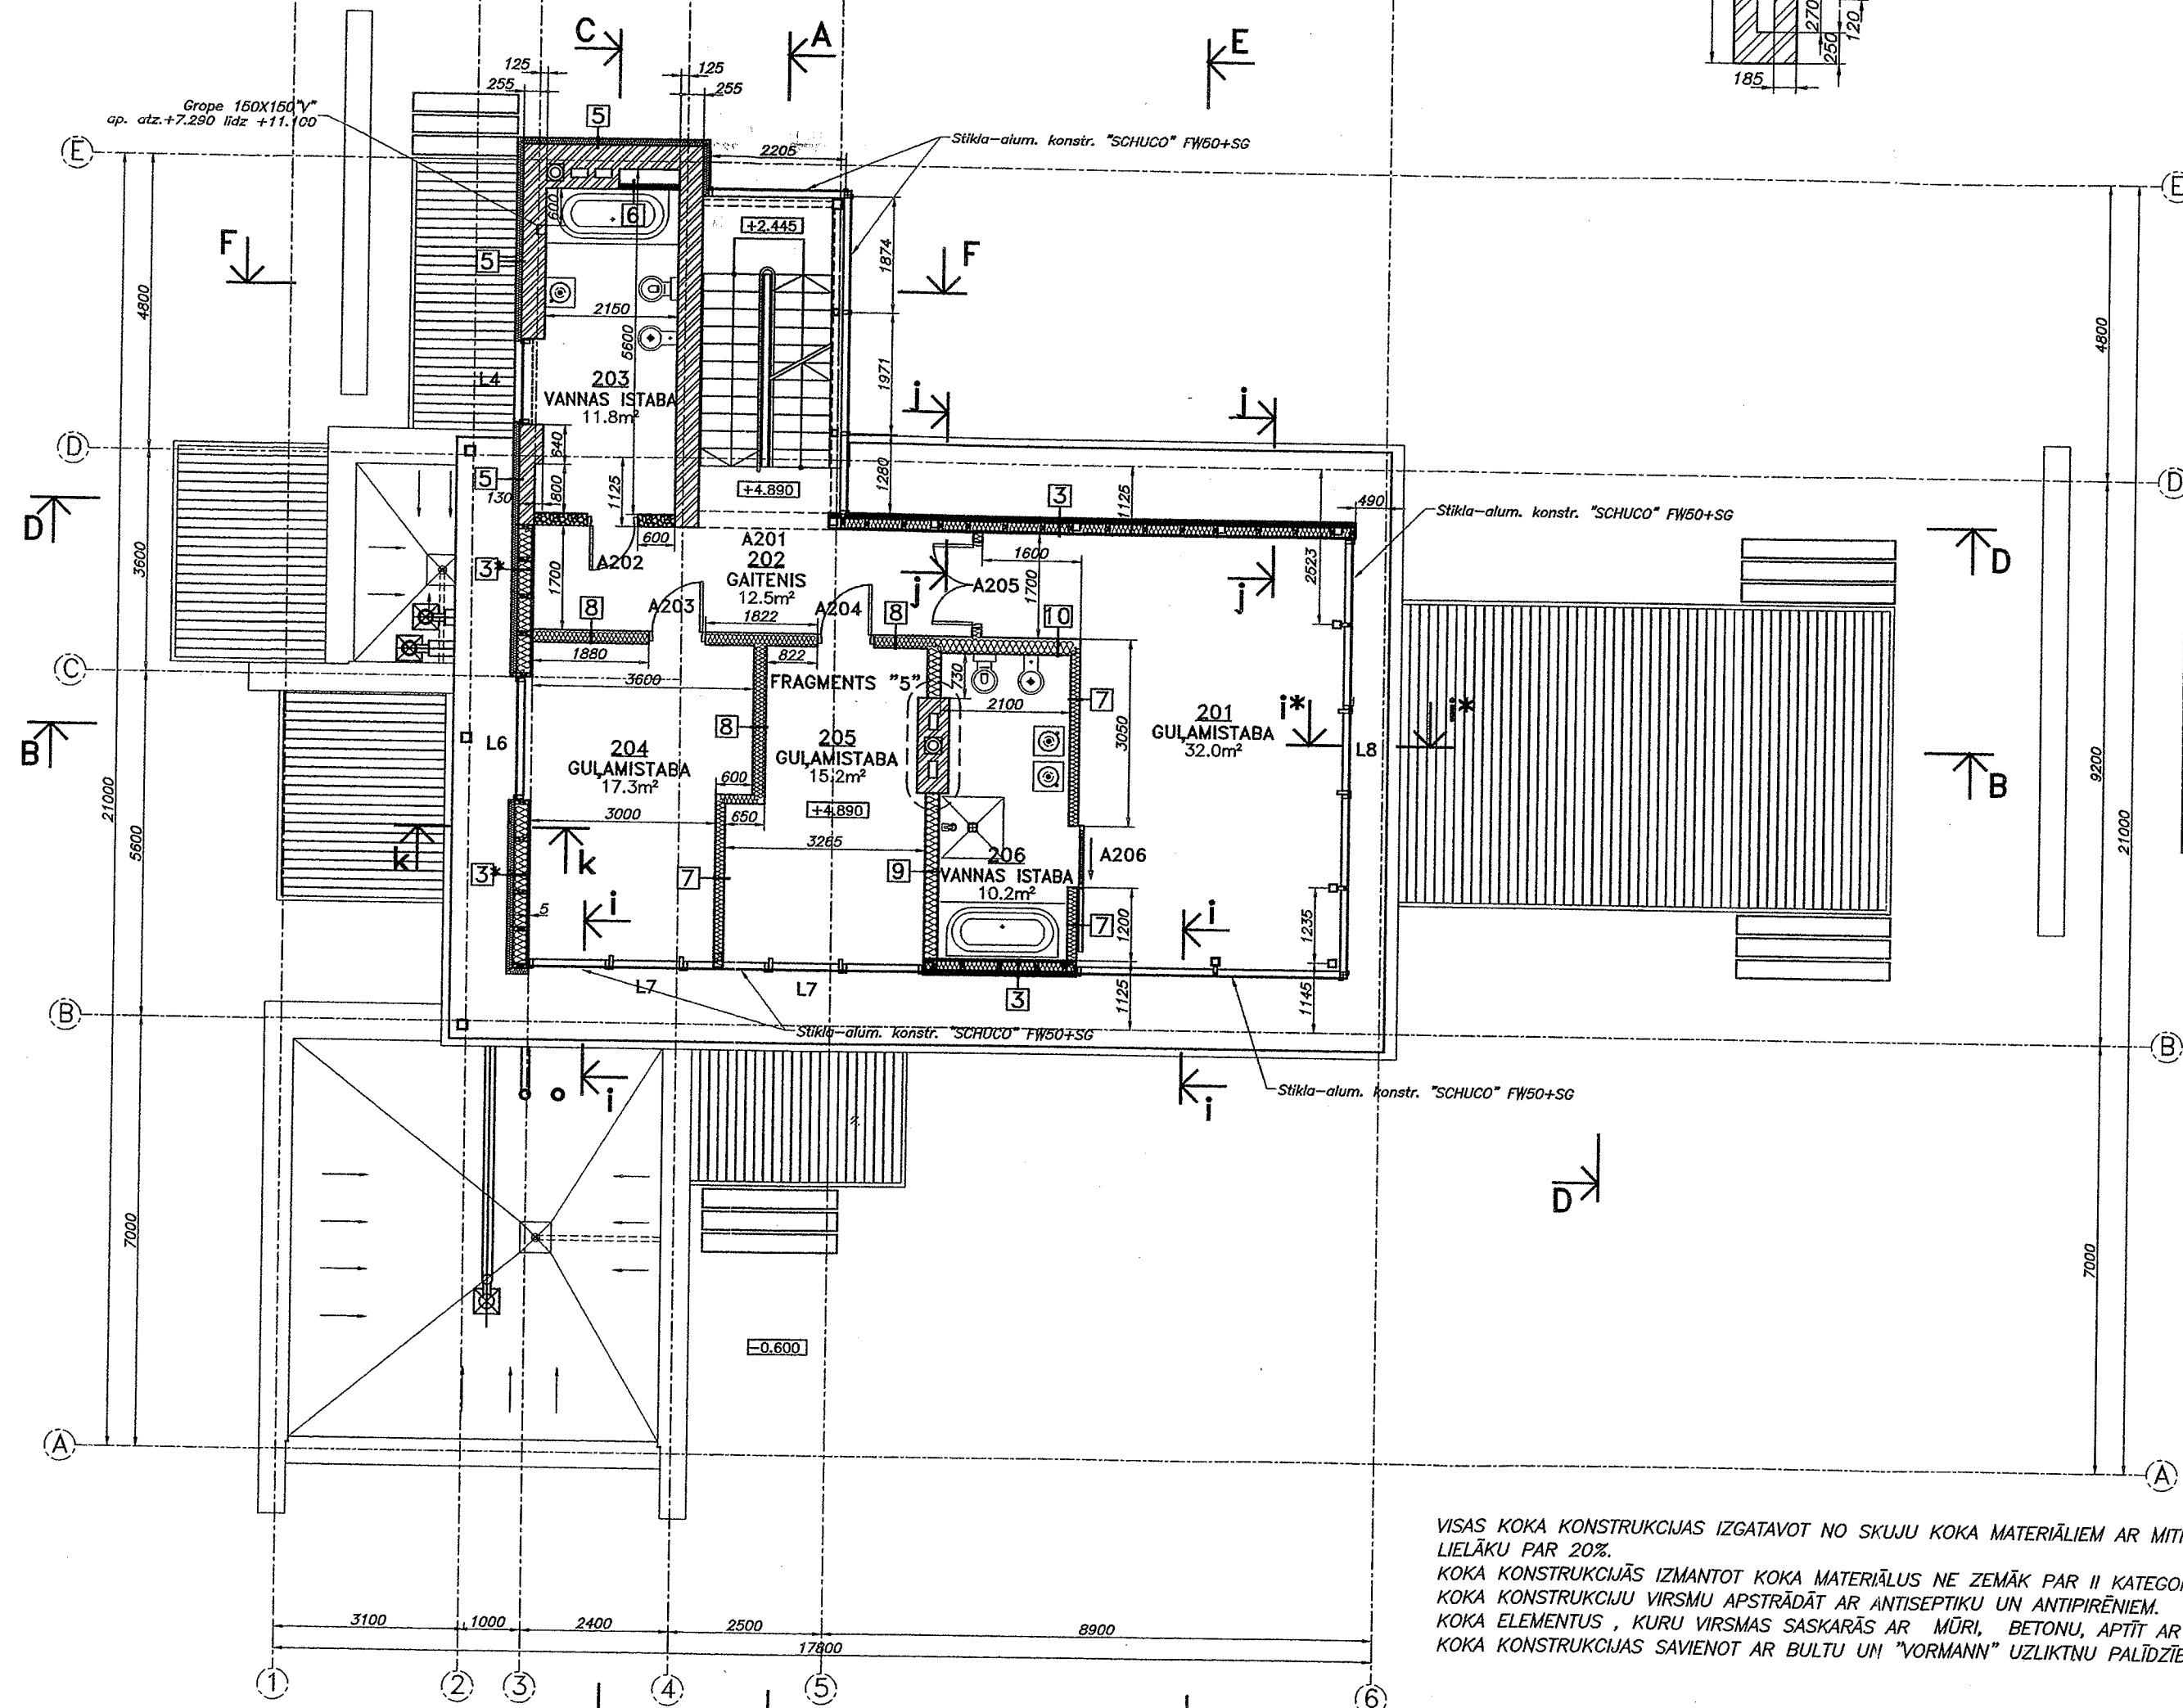 270
120
250
185
C
A
E
125
125
255
255
Grope 150X150"V"
ap. atz.+7.290 līdz +11.100
5
Stikla-alum. konstr. "SCHUCO" FW50+SG
2205
E
E
600
6
+2.445
F
5
1874
F
4800
4800
2150
5600
L4
203
VANNAS ISTABA
11.8m²
1971
j
j
D
640
5
130
800
1125
+4.890
1280
3
1125
490
D
Stikla-alum. konstr. "SCHUCO" FW50+SG
D
D
600
A201
202
GAITENIS
12.5m²
A202
3*
1700
3600
8
A203
1822
A204
8
j
A205
1600
1700
10
j
2523
1880
822
C
3600
FRAGMENTS "5"
730
2100
7
3050
201
GUĻAMISTABA
32.0m²
i*
i*
L8
B
L6
8
204
GUĻAMISTABA
17.3m²
205
GUĻAMISTABA
15.2m²
600
+4.890
650
3000
B
9200
21000
21000
5600
k
k
3265
3*
7
9
206
VANNAS ISTABA
10.2m²
A206
5
i
i
7
1200
1235
L7
L7
3
1125
1145
B
Stikla-alum. konstr. "SCHUCO" FW50+SG
B
i
i
Stikla-alum. konstr. "SCHUCO" FW50+SG
D
7000
7000
-0.600
A
A
VISAS KOKA KONSTRUKCIJAS IZGATAVOT NO SKUJU KOKA MATERIĀLIEM AR
LIELĀKU PAR 20%.
KOKA KONSTRUKCIJĀS IZMANTOT KOKA MATERIĀLUS NE ZEMĀK PAR II
KOKA KONSTRUKCIJU VIRSMU APSTRĀDĀT AR ANTISEPTIKU UN ANTIPIRĒNIEM.
KOKA ELEMENTUS , KURU VIRSMAS SASKARĀS AR MŪRI, BETONU, APTĪT AR
KOKA KONSTRUKCIJAS SAVIENOT AR BULTU UN "VORMANN" UZLIKTŅU
3100
1000
2400
2500
8900
17800
1
2
3
4
5
6